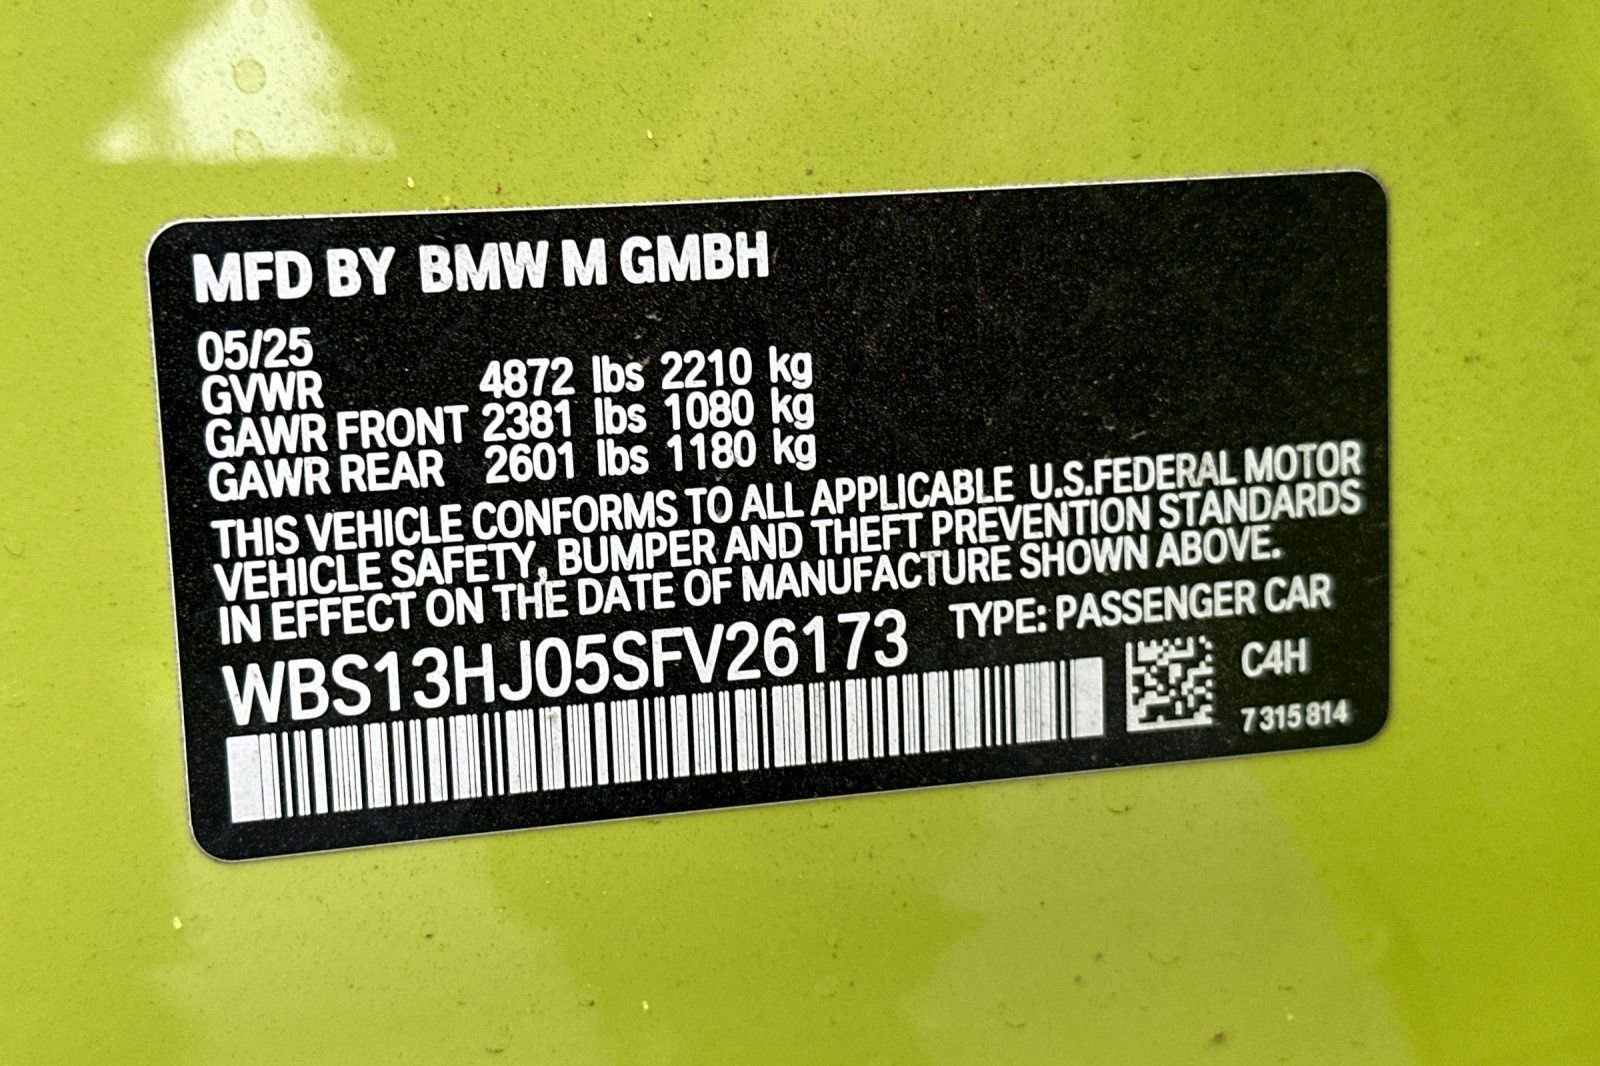 MFD BY BMW M GMBH
05/25
GVWR 4872 lbs 2210 kg
GAWR FRONT 2381 lbs 1080 kg
GAWR REAR 2601 lbs 1180 kg
THIS VEHICLE CONFORMS TO ALL APPLICABLE U.S.FEDERAL MOTOR
VEHICLE SAFETY, BUMPER AND THEFT PREVENTION STANDARDS
IN EFFECT ON THE DATE OF MANUFACTURE SHOWN ABOVE.
WBS13HJ05SFV26173 TYPE: PASSENGER CAR
C4H
7 315 814